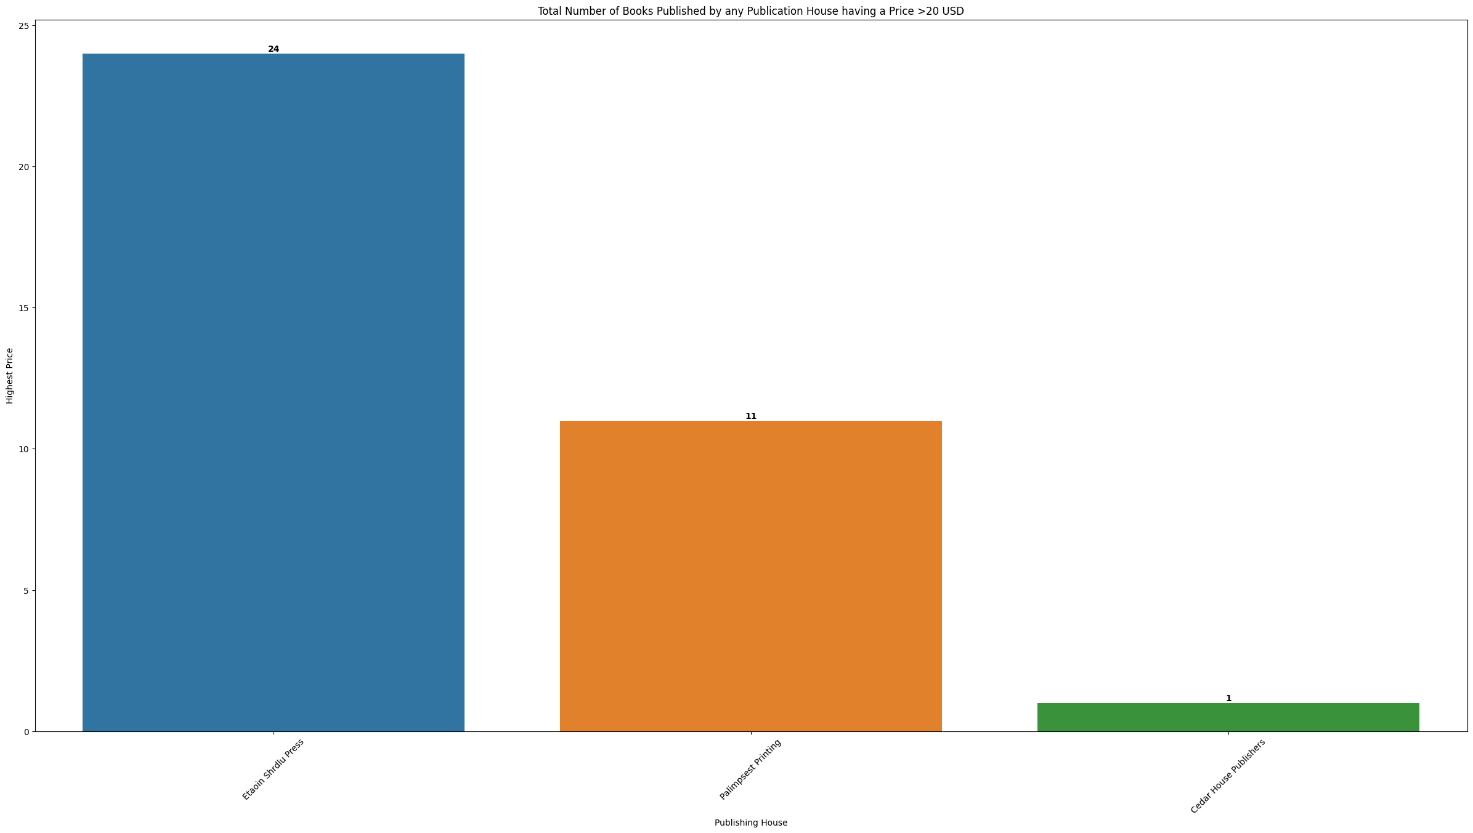 Total Number of Books Published by any Publication House having a Price >20 USD
25
20
15
10
5
0
Highest Price
24
11
1
Etaoin Shrdlu Press
Palimpsest Printing
Cedar House Publishers
Publishing House